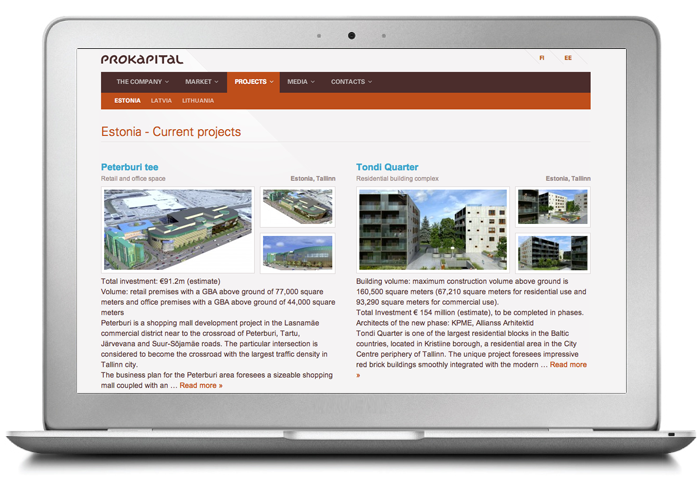 PROKAPITAL
FI EE
THE COMPANY MARKET PROJECTS MEDIA CONTACTS
ESTONIA LATVIA LITHUANIA
Estonia - Current projects
Peterburi tee
Retail and office space Estonia, Tallinn
Total investment: €91.2m (estimate)
Volume: retail premises with a GBA above ground of 77,000 square
meters and office premises with a GBA above ground of 44,000 square
meters
Peterburi is a shopping mall development project in the Lasnamäe
commercial district near to the crossroad of Peterburi, Tartu,
Järvevana and Suur-Sõjamäe roads. The particular intersection is
considered to become the crossroad with the largest traffic density in
Tallinn city.
The business plan for the Peterburi area foresees a sizeable shopping
mall coupled with an ... Read more »
Tondi Quarter
Residential building complex Estonia, Tallinn
Building volume: maximum construction volume above ground is
160,500 square meters (67,210 square meters for residential use and
93,290 square meters for commercial use).
Total Investment € 154 million (estimate), to be completed in phases.
Architects of the new phase: KPME, Allianss Arhitektid
Tondi Quarter is one of the largest residential blocks in the Baltic
countries, located in Kristiine borough, a residential area in the City
Centre periphery of Tallinn. The unique project foresees impressive
red brick buildings smoothly integrated with the modern ... Read more
»